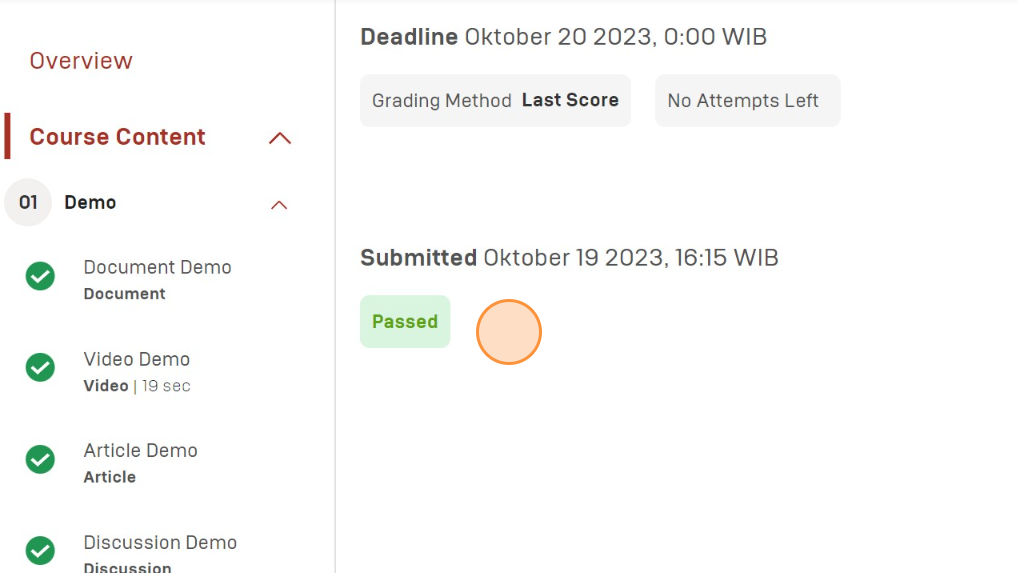 Overview
Course Content
01 Demo
Document Demo
Document
Video Demo
Video | 19 sec
Article Demo
Article
Discussion Demo
Discussion
Deadline Oktober 20 2023, 0:00 WIB
Grading Method Last Score
No Attempts Left
Submitted Oktober 19 2023, 16:15 WIB
Passed